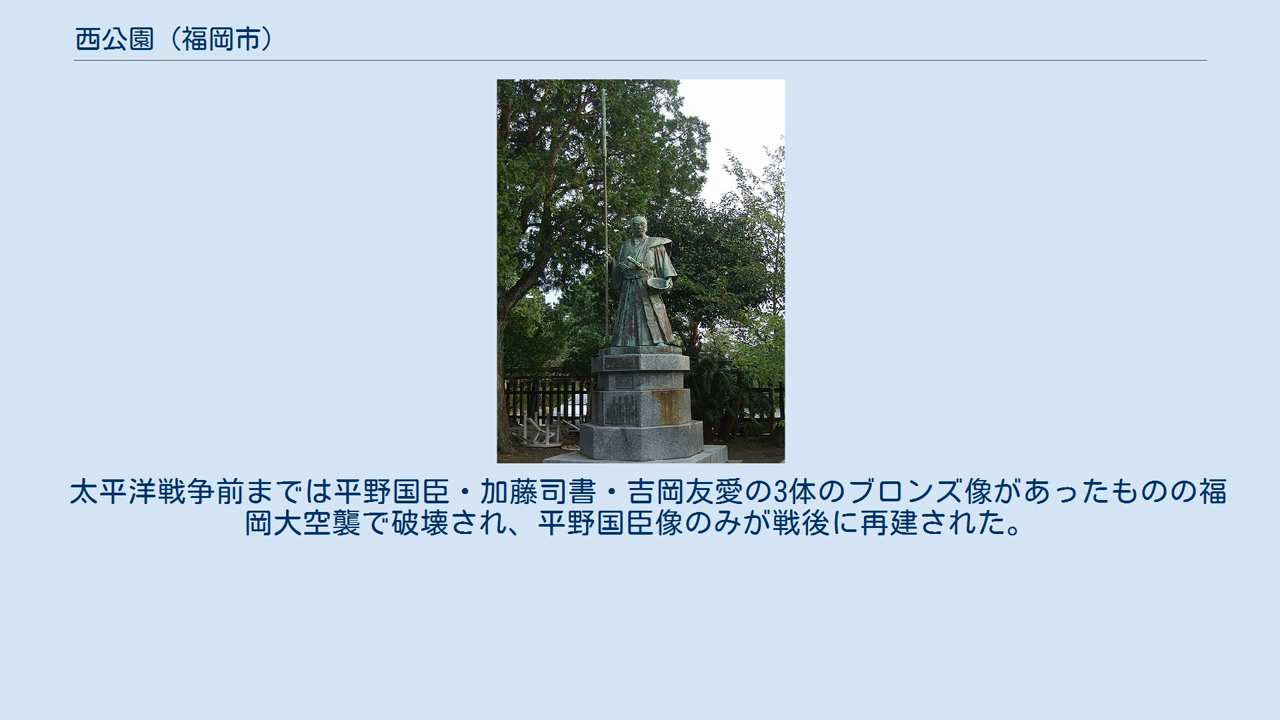 西公園（福岡市）
太平洋戦争前までは平野国臣・加藤司書・吉岡友愛の3体のブロンズ像があったものの福
岡大空襲で破壊され、平野国臣像のみが戦後に再建された。